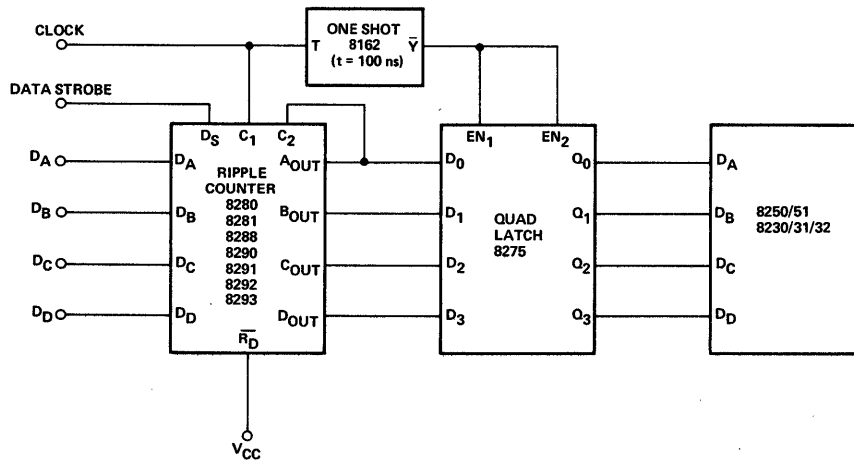 CLOCK
ONE SHOT
8162
(t = 100 ns)
T
Y̅
DATA STROBE
DS
C1
C2
EN1
EN2
DA
DB
DC
DD
DA
DB
DC
DD
RIPPLE
COUNTER
8280
8281
8288
8290
8291
8292
8293
AOUT
BOUT
COUT
DOUT
R̅D̅
VCC
D0
D1
D2
D3
QUAD
LATCH
8275
Q0
Q1
Q2
Q3
DA
DB
DC
DD
8250/51
8230/31/32